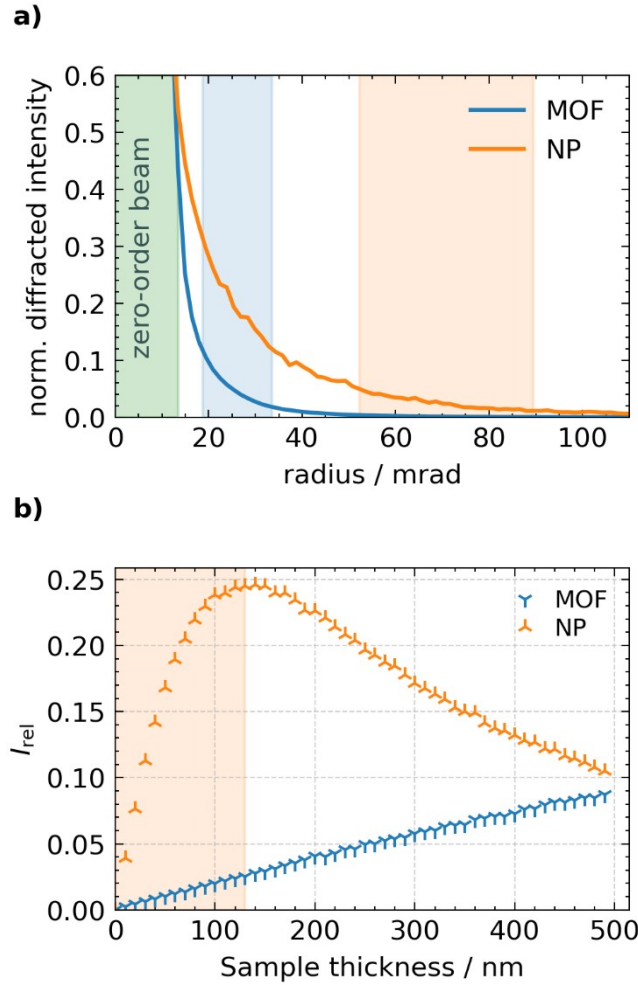 a)
0.6
0.5
0.4
0.3
0.2
0.1
0.0
norm. diffracted intensity
zero-order beam
MOF
NP
0 20 40 60 80 100
radius / mrad
b)
0.25
0.20
0.15
0.10
0.05
0.00
I_rel
MOF
NP
0 100 200 300 400 500
Sample thickness / nm